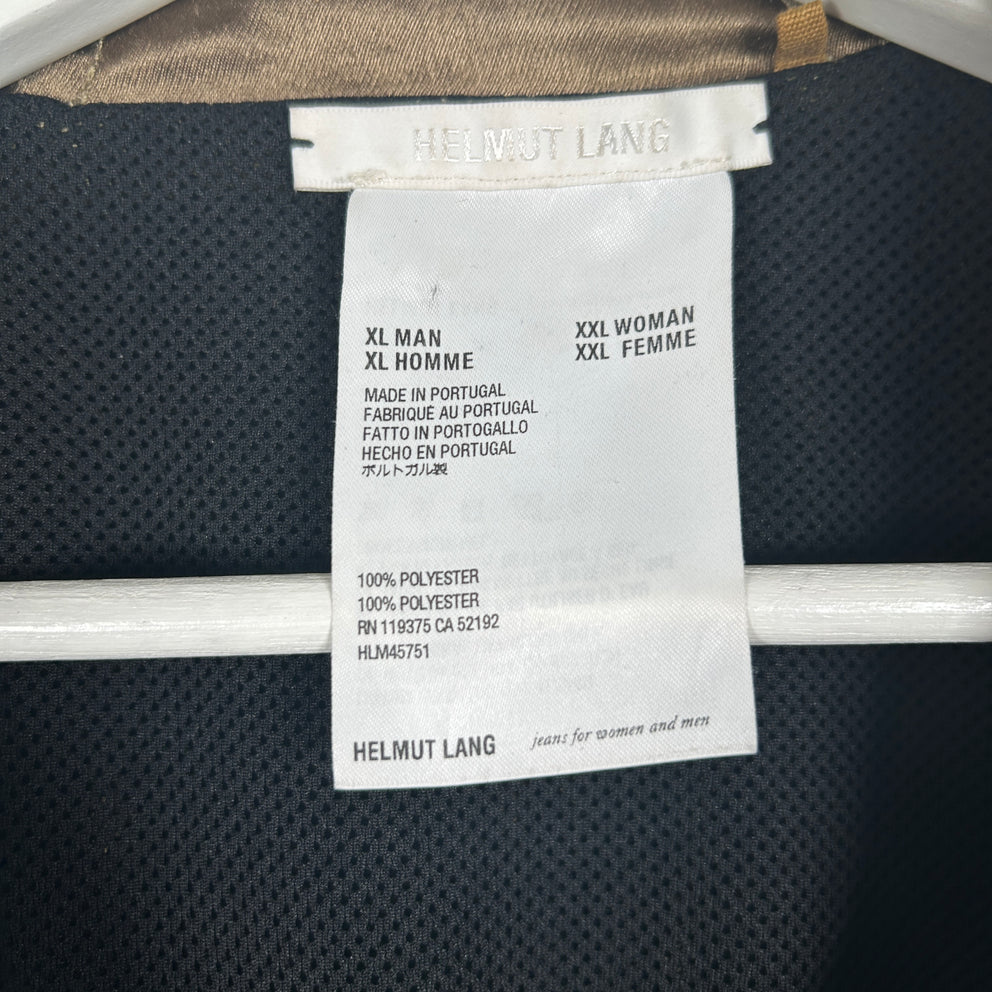 HELMUT LANG
XL MAN
XL HOMME
XXL WOMAN
XXL FEMME
MADE IN PORTUGAL
FABRIQUÉ AU PORTUGAL
FATTO IN PORTOGALLO
HECHO EN PORTUGAL
ポルトガル製
100% POLYESTER
100% POLYESTER
RN 119375 CA 52192
HLM45751
HELMUT LANG
jeans for women and men